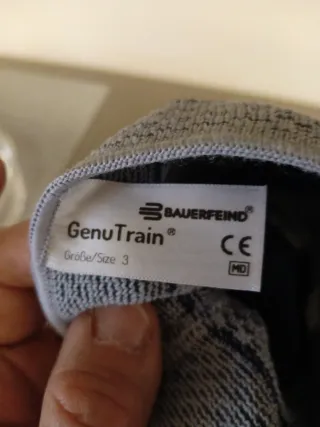 BAUERFEIND®
GenuTrain®
Größe/Size 3
CE
MD